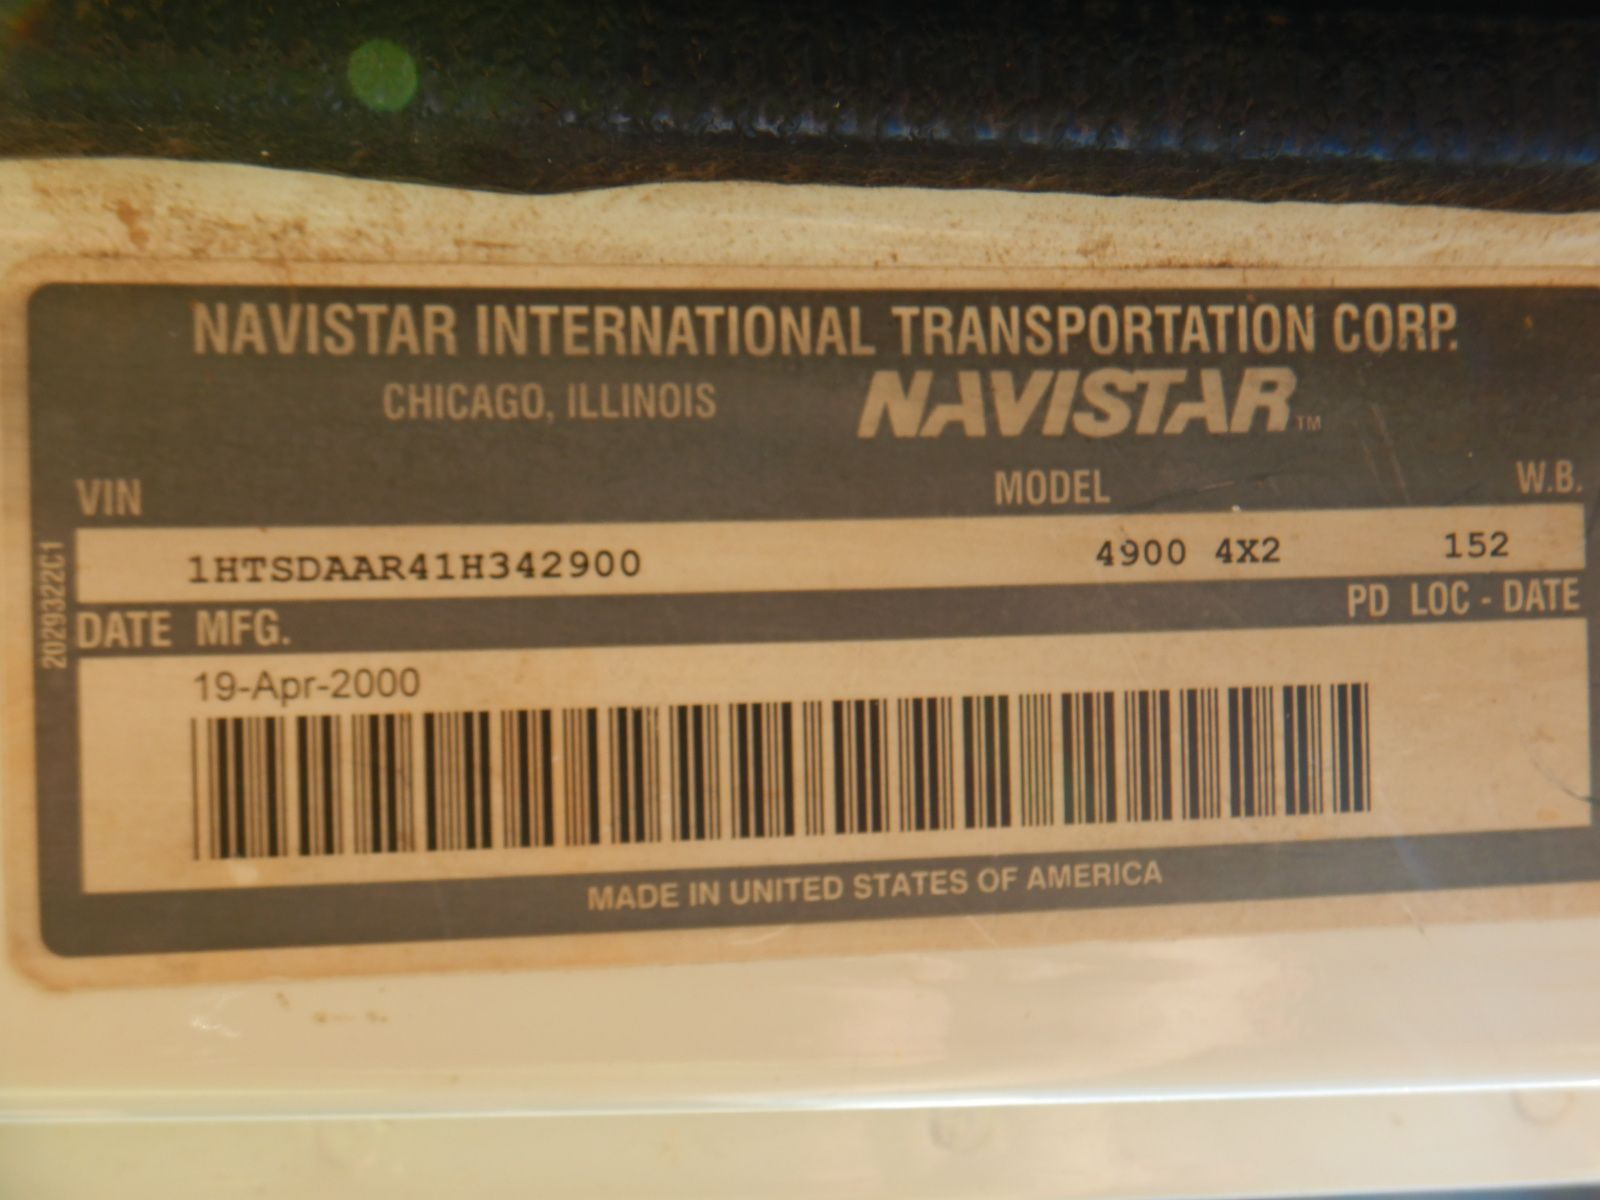 NAVISTAR INTERNATIONAL TRANSPORTATION CORP.
CHICAGO, ILLINOIS NAVISTAR™
VIN MODEL W.B.
1HTSDAAR41H342900 4900 4X2 152
DATE MFG. PD LOC - DATE
19-Apr-2000
MADE IN UNITED STATES OF AMERICA
2029322C1